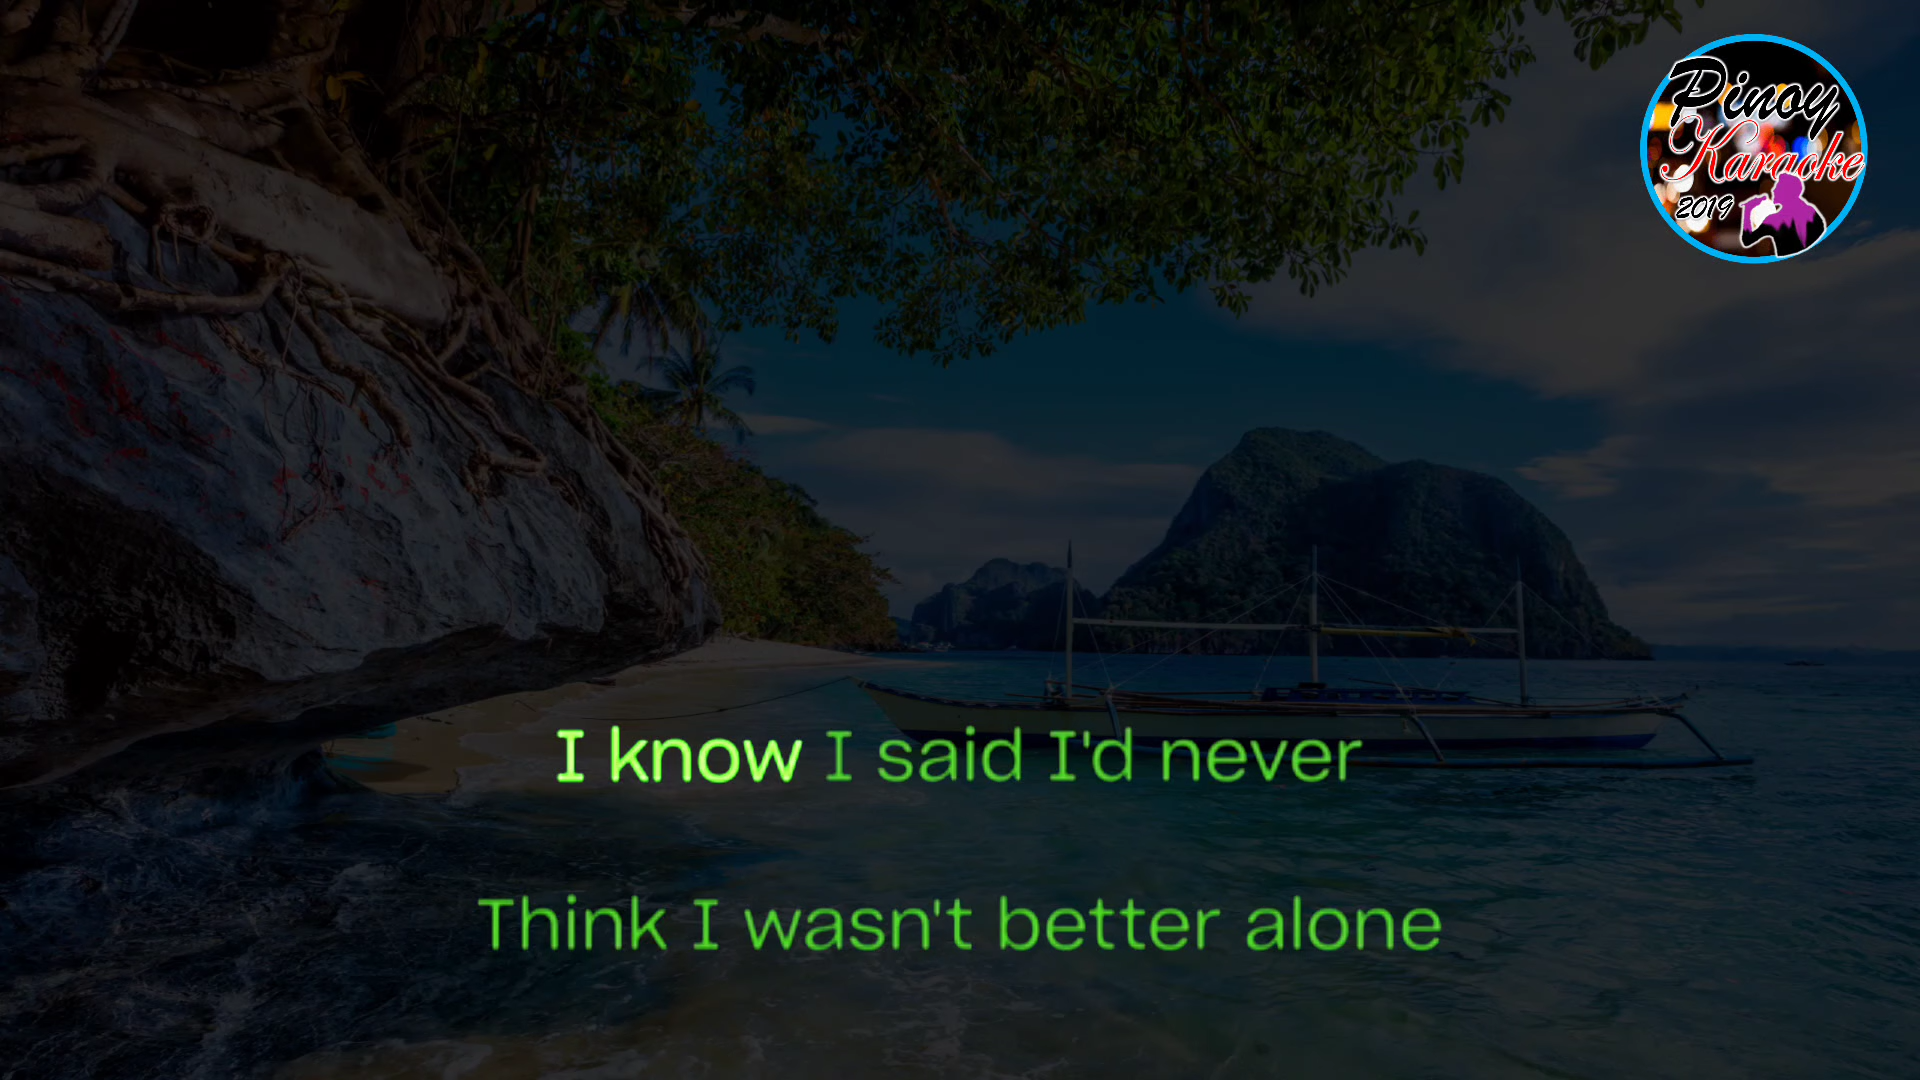 Pinoy
Karaoke
2019
I know I said I'd never
Think I wasn't better alone